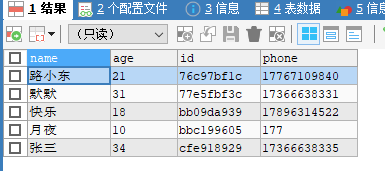 1 结果 2 个配置文件 3 信息 4 表数据 5 信息
(只读)
name age id phone
路小东 21 76c97bf1c 17767109840
默默 31 77e5fbf3c 17366638331
快乐 18 bb09da939 17896314522
月夜 10 bbc199605 177
张三 34 cfe918929 17366638335